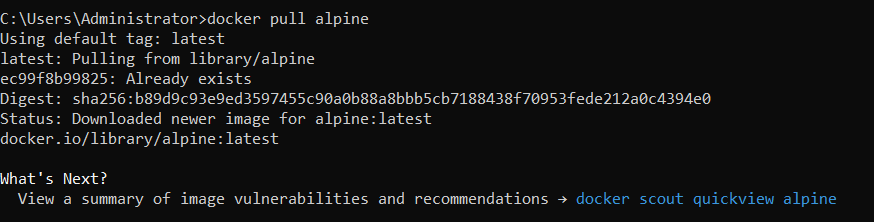 C:\Users\Administrator>docker pull alpine
Using default tag: latest
latest: Pulling from library/alpine
ec99f8b99825: Already exists
Digest: sha256:b89d9c93e9ed3597455c90a0b88a8bbb5cb7188438f70953fede212a0c4394e0
Status: Downloaded newer image for alpine:latest
docker.io/library/alpine:latest
What's Next?
View a summary of image vulnerabilities and recommendations → docker scout quickview alpine